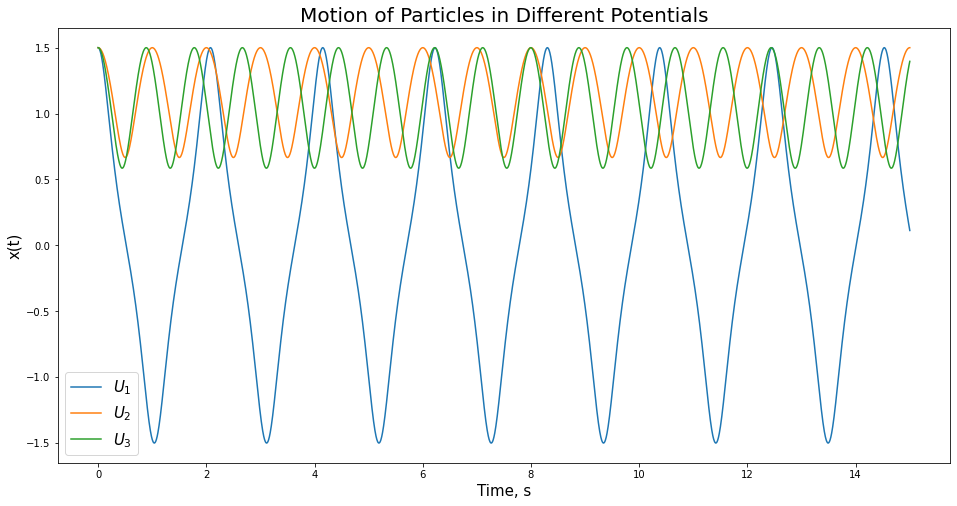 Motion of Particles in Different Potentials
1.5
1.0
0.5
0.0
−0.5
−1.0
−1.5
x(t)
U₁
U₂
U₃
0 2 4 6 8 10 12 14
Time, s